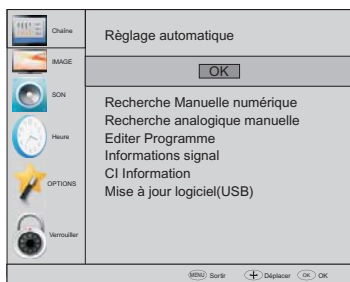 Chaîne
IMAGE
SON
Heure
OPTIONS
Verrouiller
Règlage automatique
OK
Recherche Manuelle numérique
Recherche analogique manuelle
Editer Programme
Informations signal
CI Information
Mise à jour logiciel(USB)
MENU Sortir Déplacer OK OK